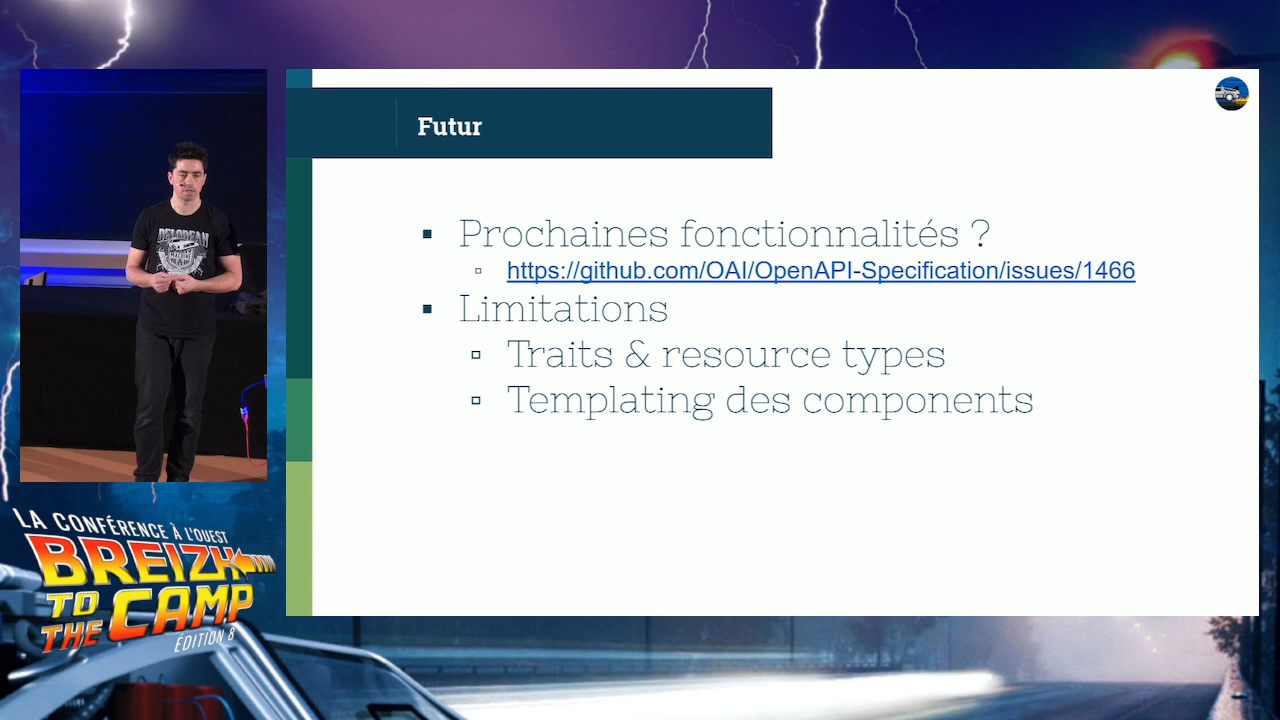 Futur
Prochaines fonctionnalités ?
https://github.com/OAI/OpenAPI-Specification/issues/1466
Limitations
Traits & resource types
Templating des components
DELOREAN
LA CONFÉRENCE À L'OUEST
BREIZH
TO
THE CAMP
ÉDITION 8